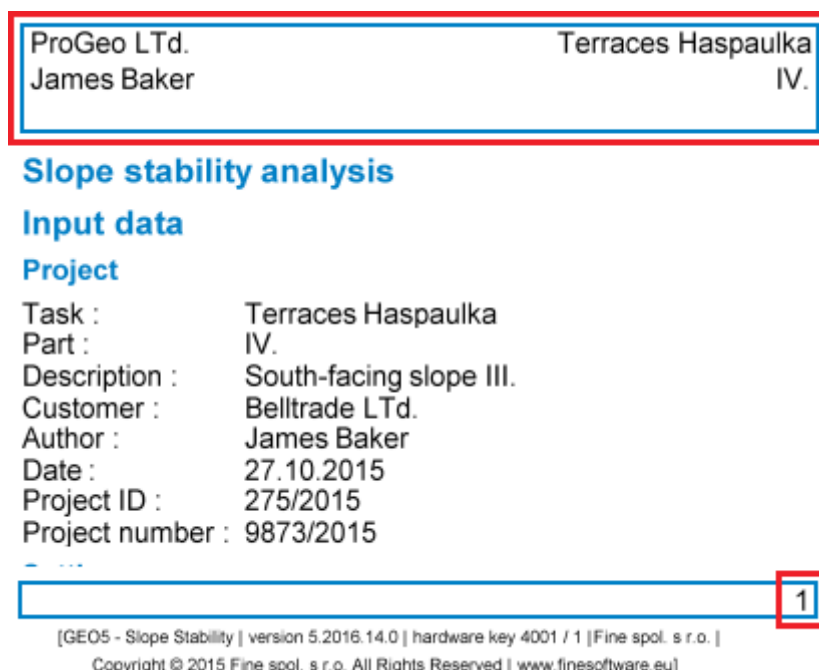 ProGeo LTd. Terraces Haspaulka
James Baker IV.
Slope stability analysis
Input data
Project
Task : Terraces Haspaulka
Part : IV.
Description : South-facing slope III.
Customer : Belltrade LTd.
Author : James Baker
Date : 27.10.2015
Project ID : 275/2015
Project number : 9873/2015
1
[GEO5 - Slope Stability | version 5.2016.14.0 | hardware key 4001 / 1 | Fine spol. s r.o. |
Copyright © 2015 Fine spol. s r.o. All Rights Reserved | www.finesoftware.eu]